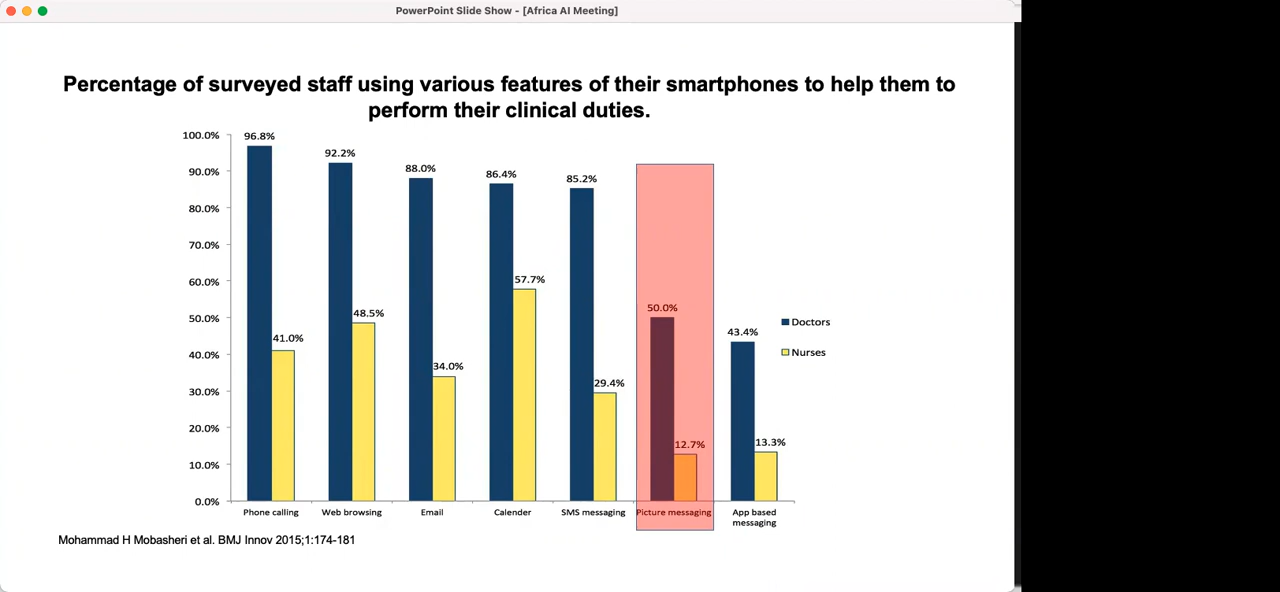 PowerPoint Slide Show - [Africa AI Meeting]
Percentage of surveyed staff using various features of their smartphones to help them to
perform their clinical duties.
100.0%
90.0%
80.0%
70.0%
60.0%
50.0%
40.0%
30.0%
20.0%
10.0%
0.0%
96.8%
41.0%
92.2%
48.5%
88.0%
34.0%
86.4%
57.7%
85.2%
29.4%
50.0%
12.7%
43.4%
13.3%
Doctors
Nurses
Phone calling
Web browsing
Email
Calender
SMS messaging
Picture messaging
App based
messaging
Mohammad H Mobasheri et al. BMJ Innov 2015;1:174-181